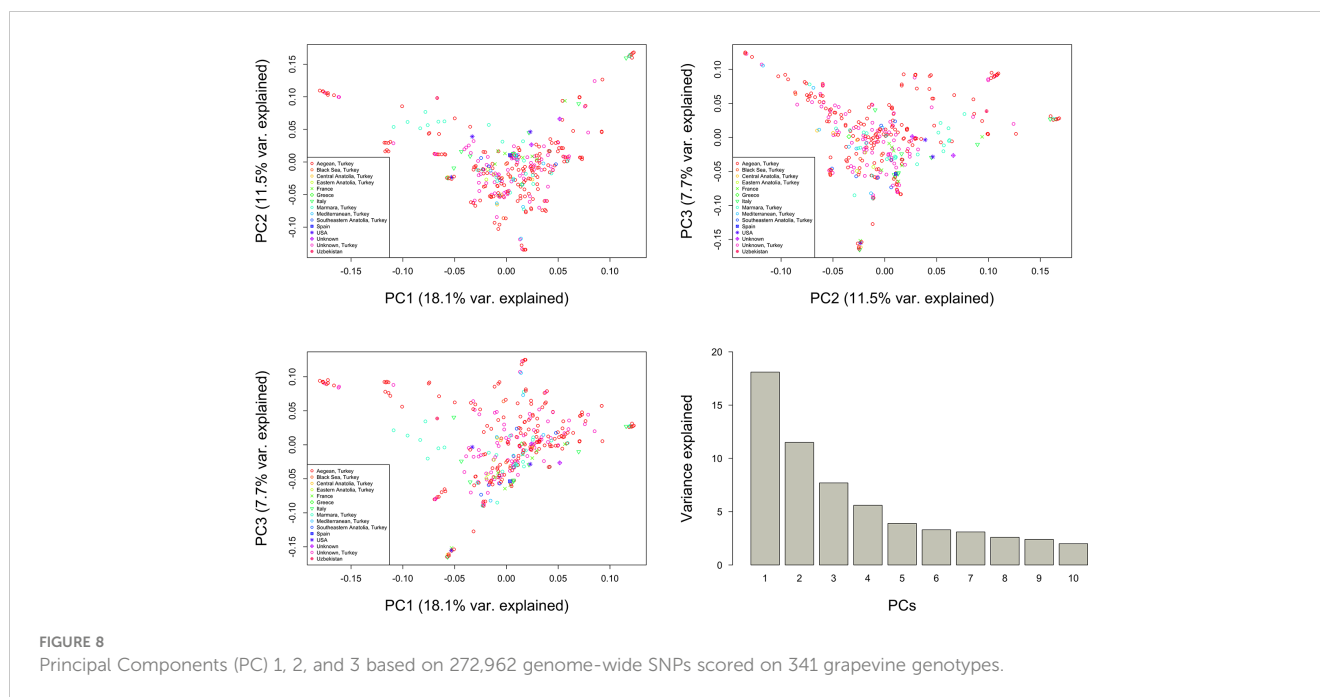 PC2 (11.5% var. explained)
0.15
0.10
0.05
0.00
-0.05
-0.10
Aegean, Turkey
Black Sea, Turkey
Central Anatolia, Turkey
Eastern Anatolia, Turkey
France
Greece
Italy
Marmara, Turkey
Mediterranean, Turkey
Southeastern Anatolia, Turkey
Spain
USA
Unknown
Unknown, Turkey
Uzbekistan
-0.15 -0.10 -0.05 0.00 0.05 0.10
PC1 (18.1% var. explained)
PC3 (7.7% var. explained)
0.10
0.05
0.00
-0.05
-0.10
-0.15
Aegean, Turkey
Black Sea, Turkey
Central Anatolia, Turkey
Eastern Anatolia, Turkey
France
Greece
Italy
Marmara, Turkey
Mediterranean, Turkey
Southeastern Anatolia, Turkey
Spain
USA
Unknown
Unknown, Turkey
Uzbekistan
-0.10 -0.05 0.00 0.05 0.10 0.15
PC2 (11.5% var. explained)
PC3 (7.7% var. explained)
0.10
0.05
0.00
-0.05
-0.10
-0.15
Aegean, Turkey
Black Sea, Turkey
Central Anatolia, Turkey
Eastern Anatolia, Turkey
France
Greece
Italy
Marmara, Turkey
Mediterranean, Turkey
Southeastern Anatolia, Turkey
Spain
USA
Unknown
Unknown, Turkey
Uzbekistan
-0.15 -0.10 -0.05 0.00 0.05 0.10
PC1 (18.1% var. explained)
Variance explained
20
15
10
5
0
1 2 3 4 5 6 7 8 9 10
PCs
FIGURE 8
Principal Components (PC) 1, 2, and 3 based on 272,962 genome-wide SNPs scored on 341 grapevine genotypes.